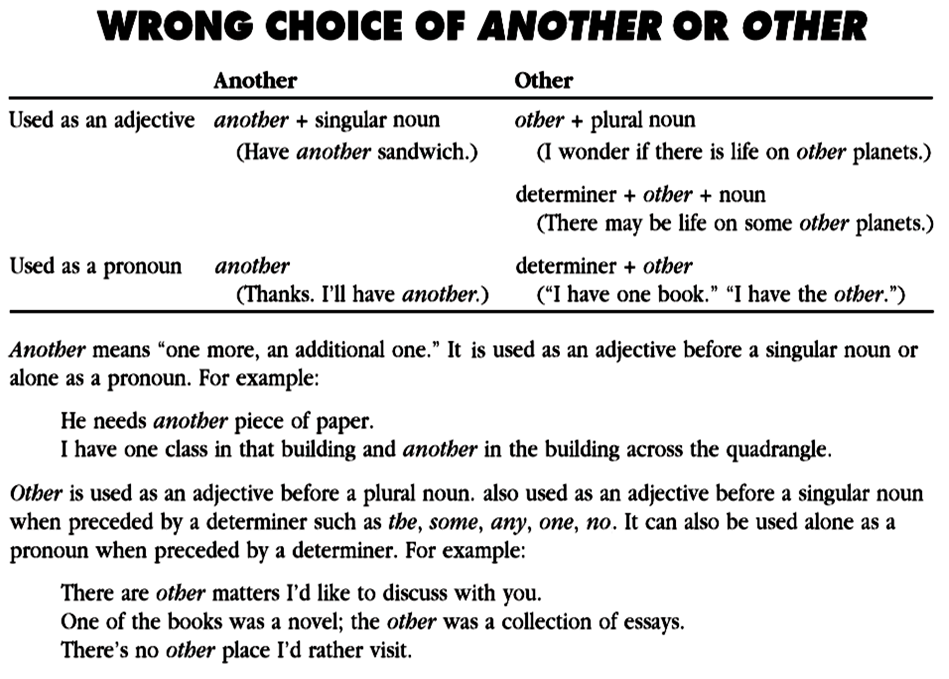 WRONG CHOICE OF ANOTHER OR OTHER
Another Other
Used as an adjective another + singular noun other + plural noun
(Have another sandwich.) (I wonder if there is life on other planets.)
determiner + other + noun
(There may be life on some other planets.)
Used as a pronoun another determiner + other
(Thanks. I'll have another.) (“I have one book.” “I have the other.”)
Another means “one more, an additional one.” It is used as an adjective before a singular noun or
alone as a pronoun. For example:
He needs another piece of paper.
I have one class in that building and another in the building across the quadrangle.
Other is used as an adjective before a plural noun. also used as an adjective before a singular noun
when preceded by a determiner such as the, some, any, one, no. It can also be used alone as a
pronoun when preceded by a determiner. For example:
There are other matters I'd like to discuss with you.
One of the books was a novel; the other was a collection of essays.
There's no other place I'd rather visit.